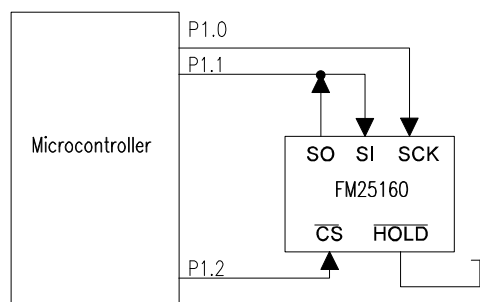 P1.0
P1.1
Microcontroller
SO SI SCK
FM25160
CS HOLD
P1.2